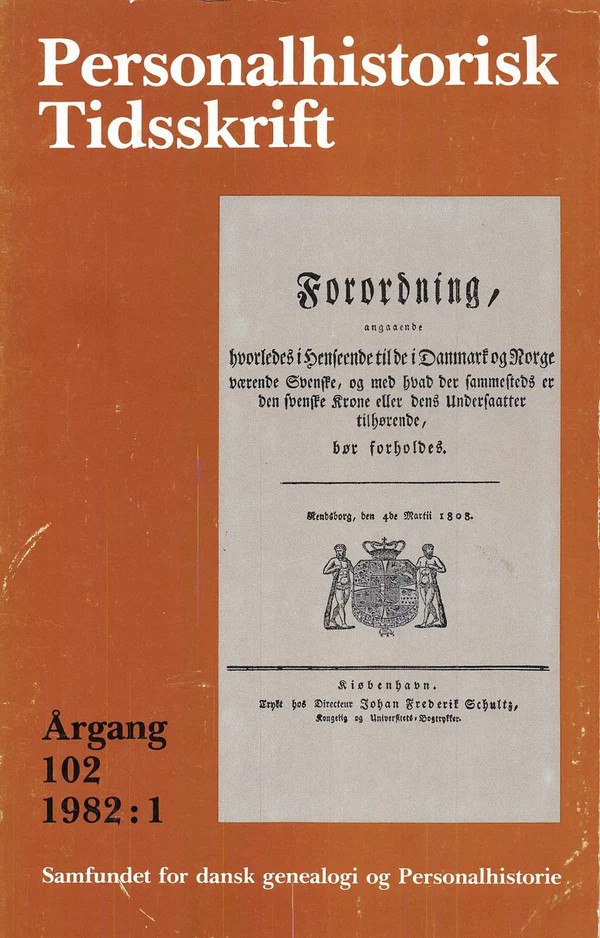 Personalhistorisk
Tidsskrift
Forordning,
angaaende
hvorledes i Henseende til de i Danmark og Norge
værende Svenske, og med hvad der sammesteds er
den svenske Krone eller dens Undersaatter
tilhørende,
bør forholdes.
Rendsborg, den 4de Martii 1808.
Kiøbenhavn.
Trykt hos Directeur Johan Frederik Schultz,
Kongelig og Universitets-Bogtrykker.
Årgang
102
1982:1
Samfundet for dansk genealogi og Personalhistorie